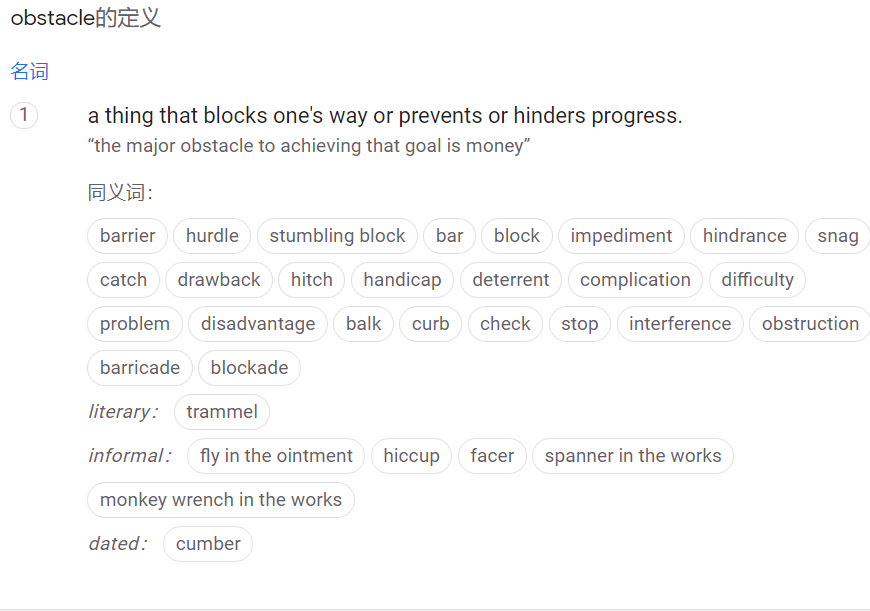 obstacle的定义
名词
1 a thing that blocks one's way or prevents or hinders progress.
“the major obstacle to achieving that goal is money”
同义词：
barrier hurdle stumbling block bar block impediment hindrance snag
catch drawback hitch handicap deterrent complication difficulty
problem disadvantage balk curb check stop interference obstruction
barricade blockade
literary： trammel
informal： fly in the ointment hiccup facer spanner in the works
monkey wrench in the works
dated： cumber